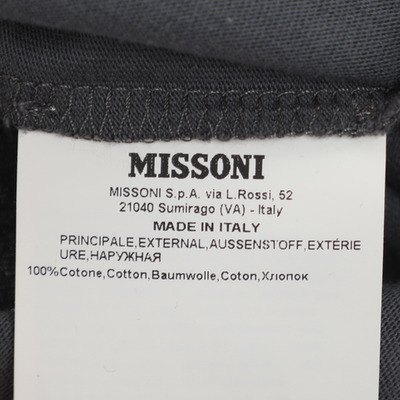 MISSONI
MISSONI S.p.A. via L.Rossi, 52
21040 Sumirago (VA) - Italy
MADE IN ITALY
PRINCIPALE,EXTERNAL,AUSSENSTOFF,EXTÉRIE
URE,НАРУЖНАЯ
100%Cotone,Cotton,Baumwolle,Coton,Хлопок